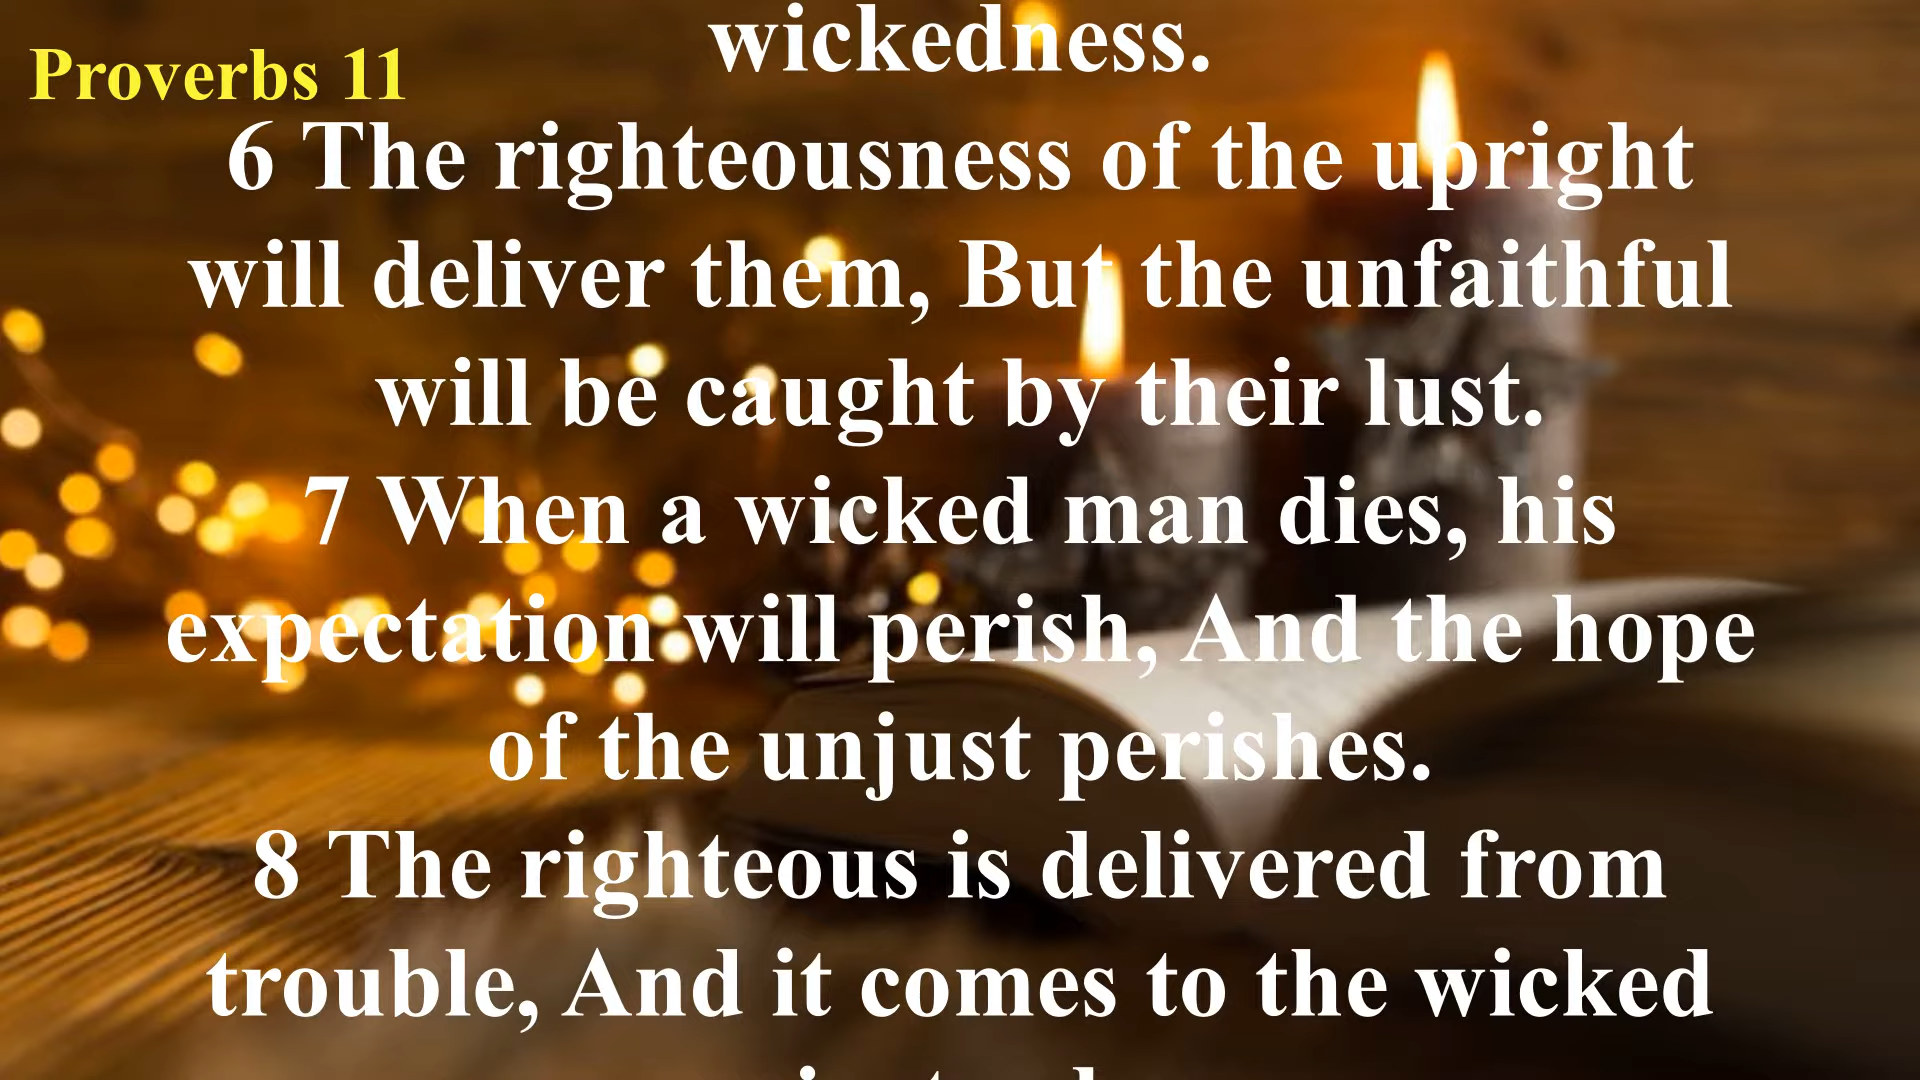 wickedness.
Proverbs 11
6 The righteousness of the upright
will deliver them, But the unfaithful
will be caught by their lust.
7 When a wicked man dies, his
expectation will perish, And the hope
of the unjust perishes.
8 The righteous is delivered from
trouble, And it comes to the wicked